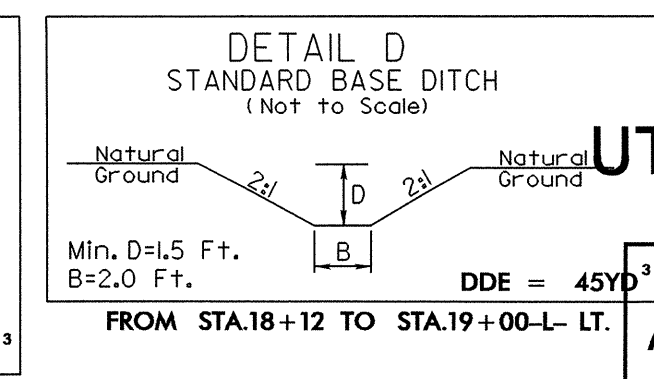 DETAIL D
STANDARD BASE DITCH
(Not to Scale)
Natural
Ground
2:1
D
2:1
Natural
Ground
UT
B
Min. D=1.5 Ft.
B=2.0 Ft.
DDE = 45YD³
FROM STA.18+12 TO STA.19+00-L- LT.
3